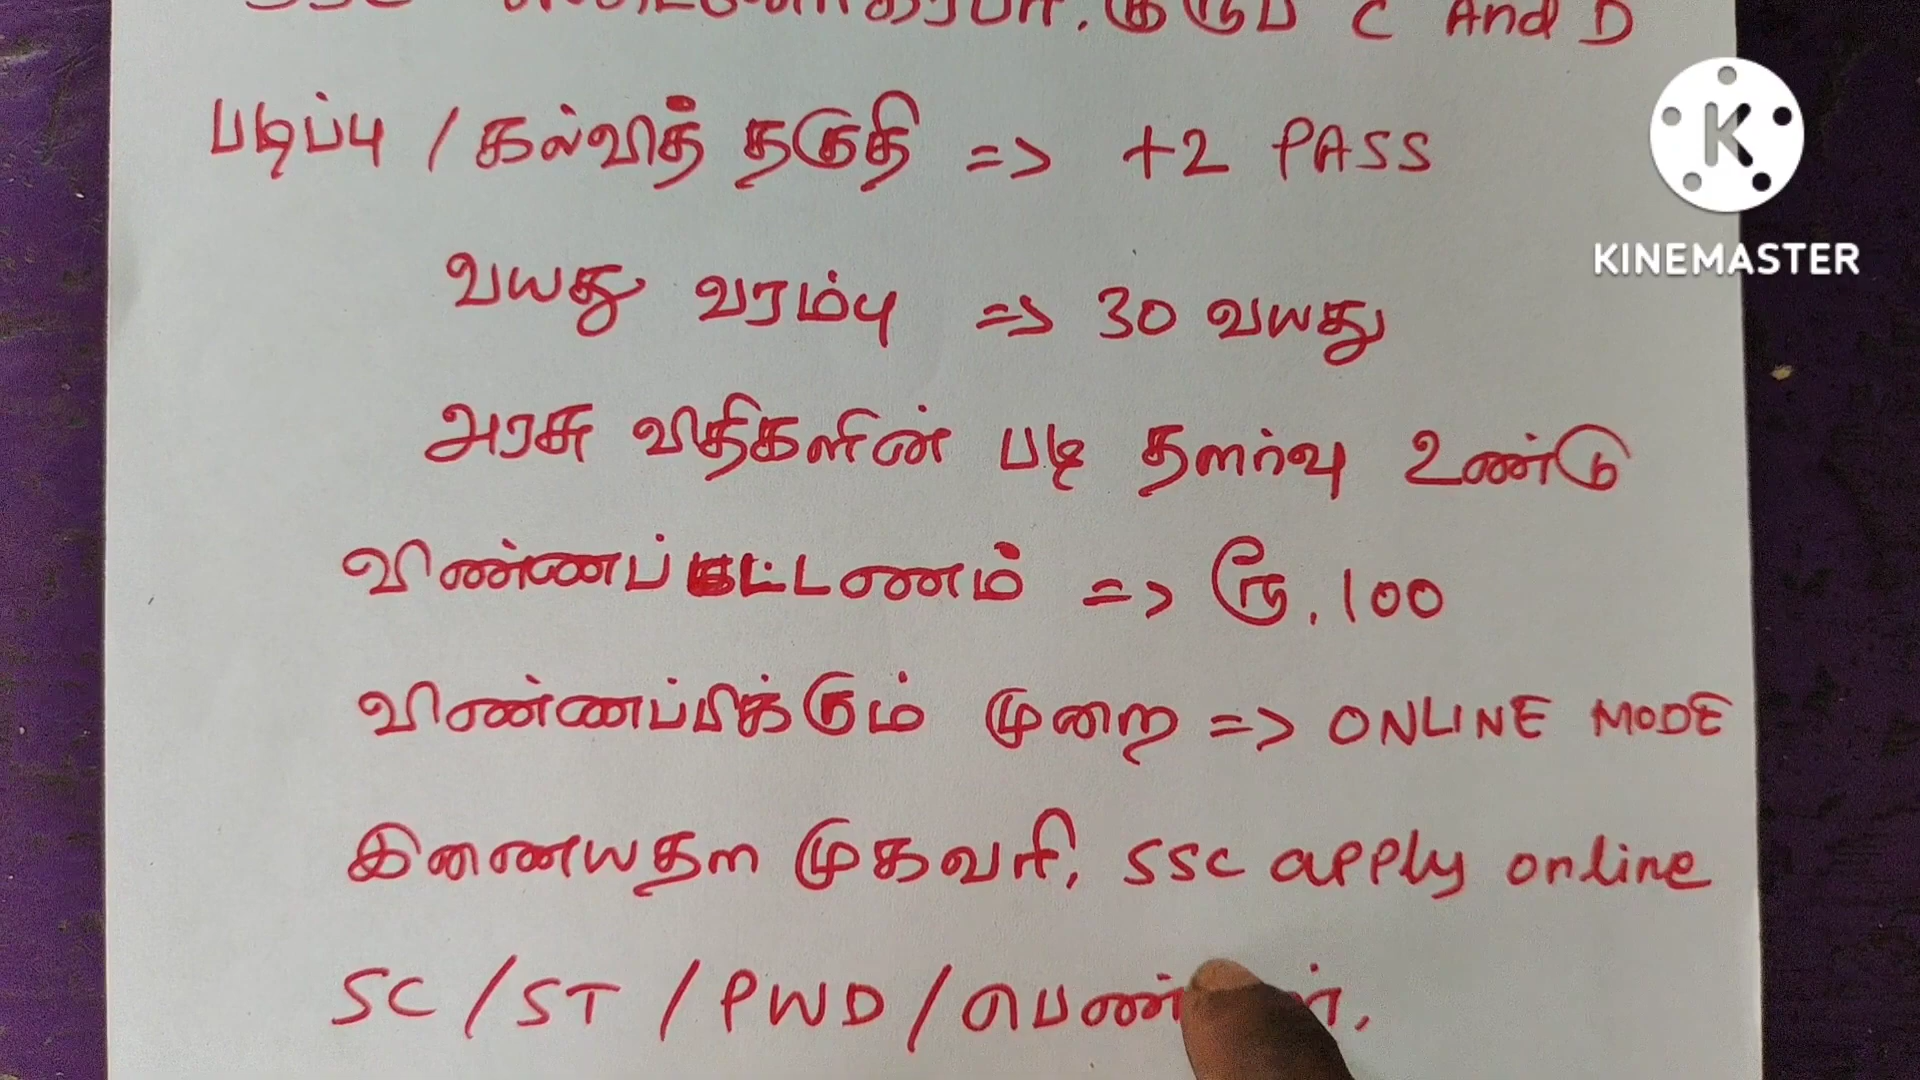 குரூப் C And D
படிப்பு / கல்வித் தகுதி => +2 PASS
வயது வரம்பு => 30 வயது
அரசு விதிகளின் படி தளர்வு உண்டு
விண்ணப் கட்டணம் => ரூ. 100
விண்ணப்பிக்கும் முறை => ONLINE MODE
இணையதள முகவரி, SSC apply online
SC / ST / PWD /
K
KINEMASTER